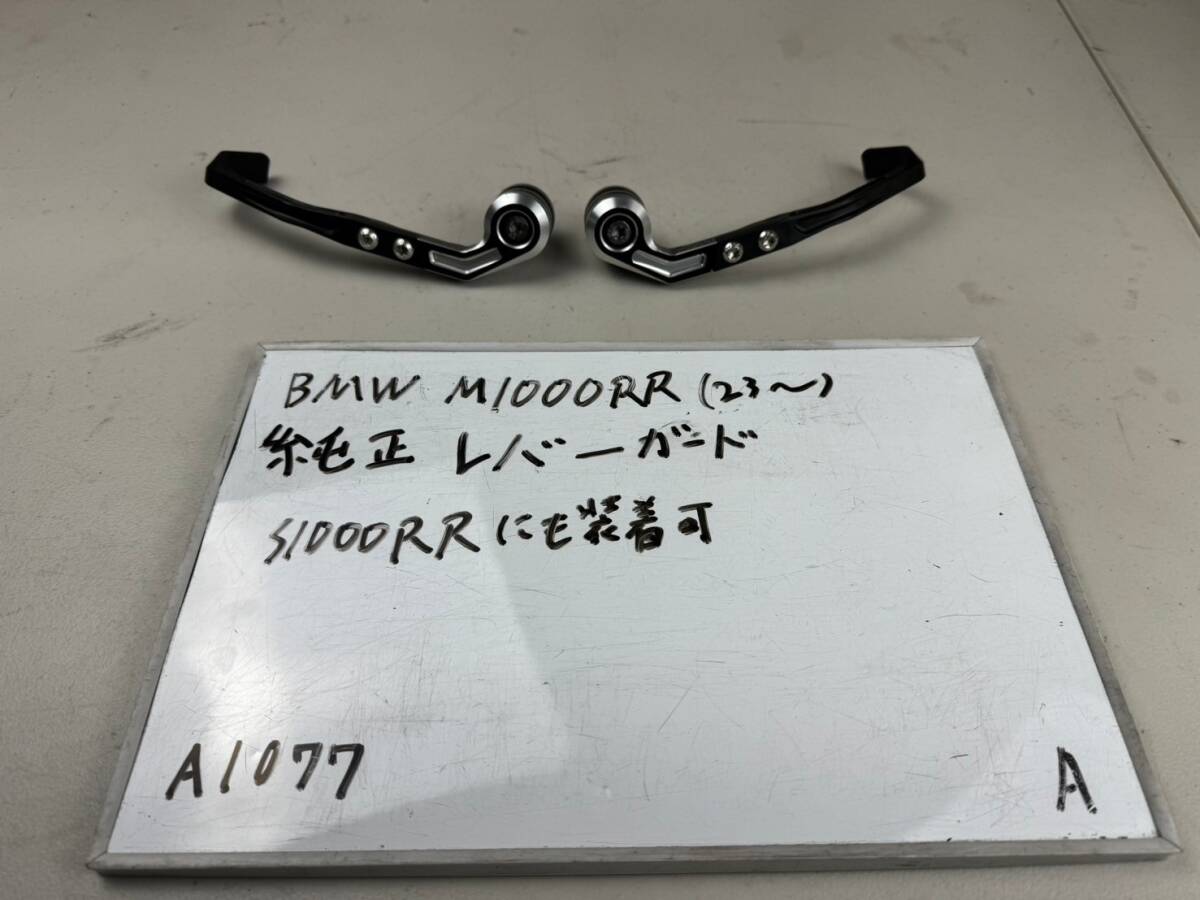 BMW M1000RR (23〜)
純正 レバーガード
S1000RRにも装着可
A1077
A